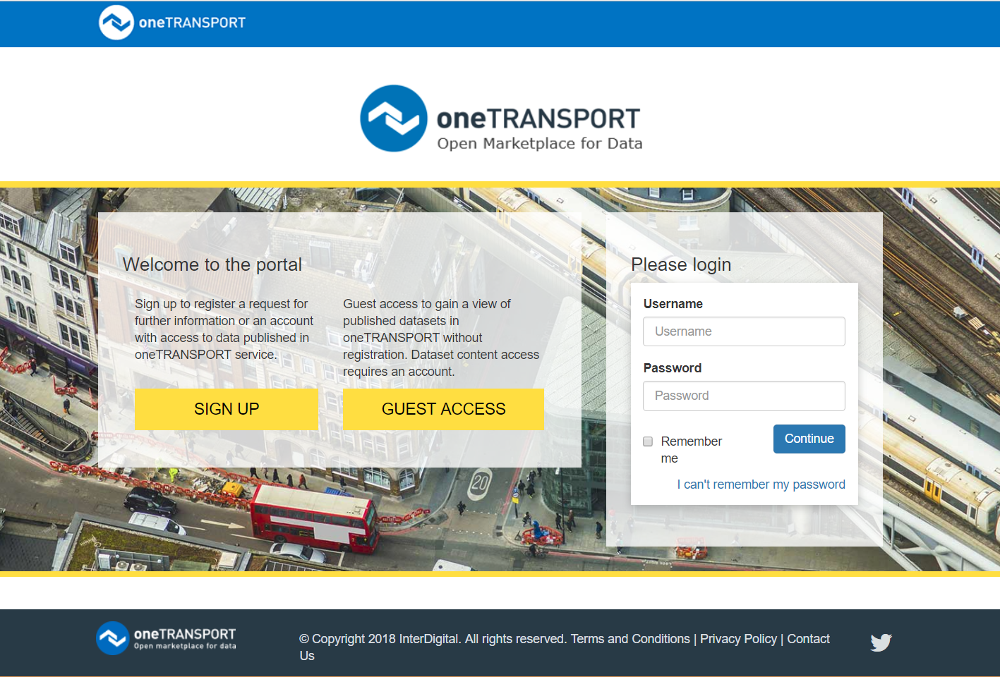 oneTRANSPORT
oneTRANSPORT
Open Marketplace for Data
Welcome to the portal
Sign up to register a request for
further information or an account
with access to data published in
oneTRANSPORT service.
SIGN UP
Guest access to gain a view of
published datasets in
oneTRANSPORT without
registration. Dataset content access
requires an account.
GUEST ACCESS
Please login
Username
Username
Password
Password
Remember
me
Continue
I can't remember my password
20
oneTRANSPORT
Open marketplace for data
© Copyright 2018 InterDigital. All rights reserved. Terms and Conditions | Privacy Policy | Contact
Us